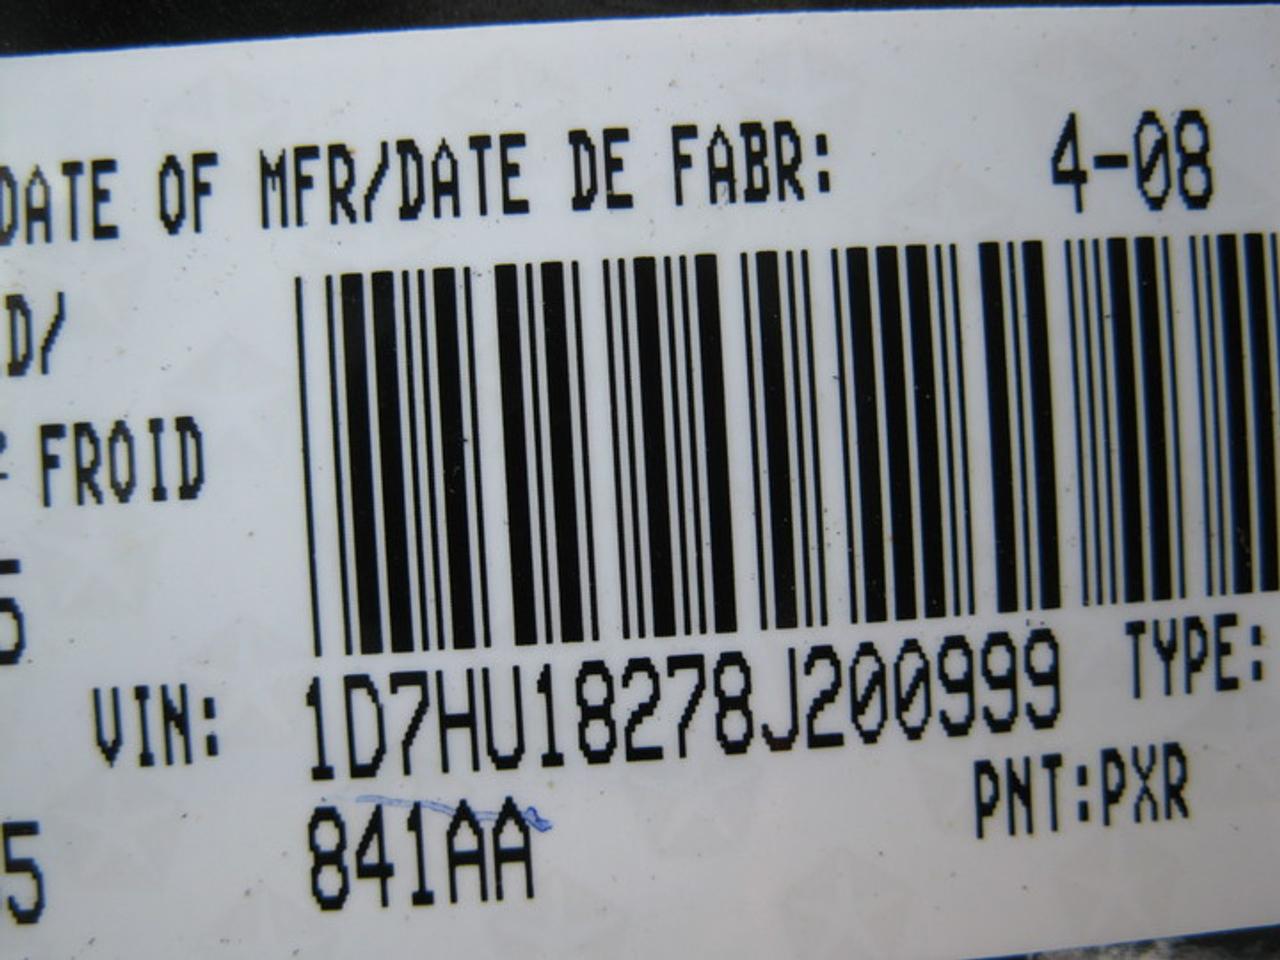 DATE OF MFR/DATE DE FABR: 4-08
D/
FROID
5
VIN: 1D7HU18278J200999 TYPE:
PNT:PXR
5 841AA